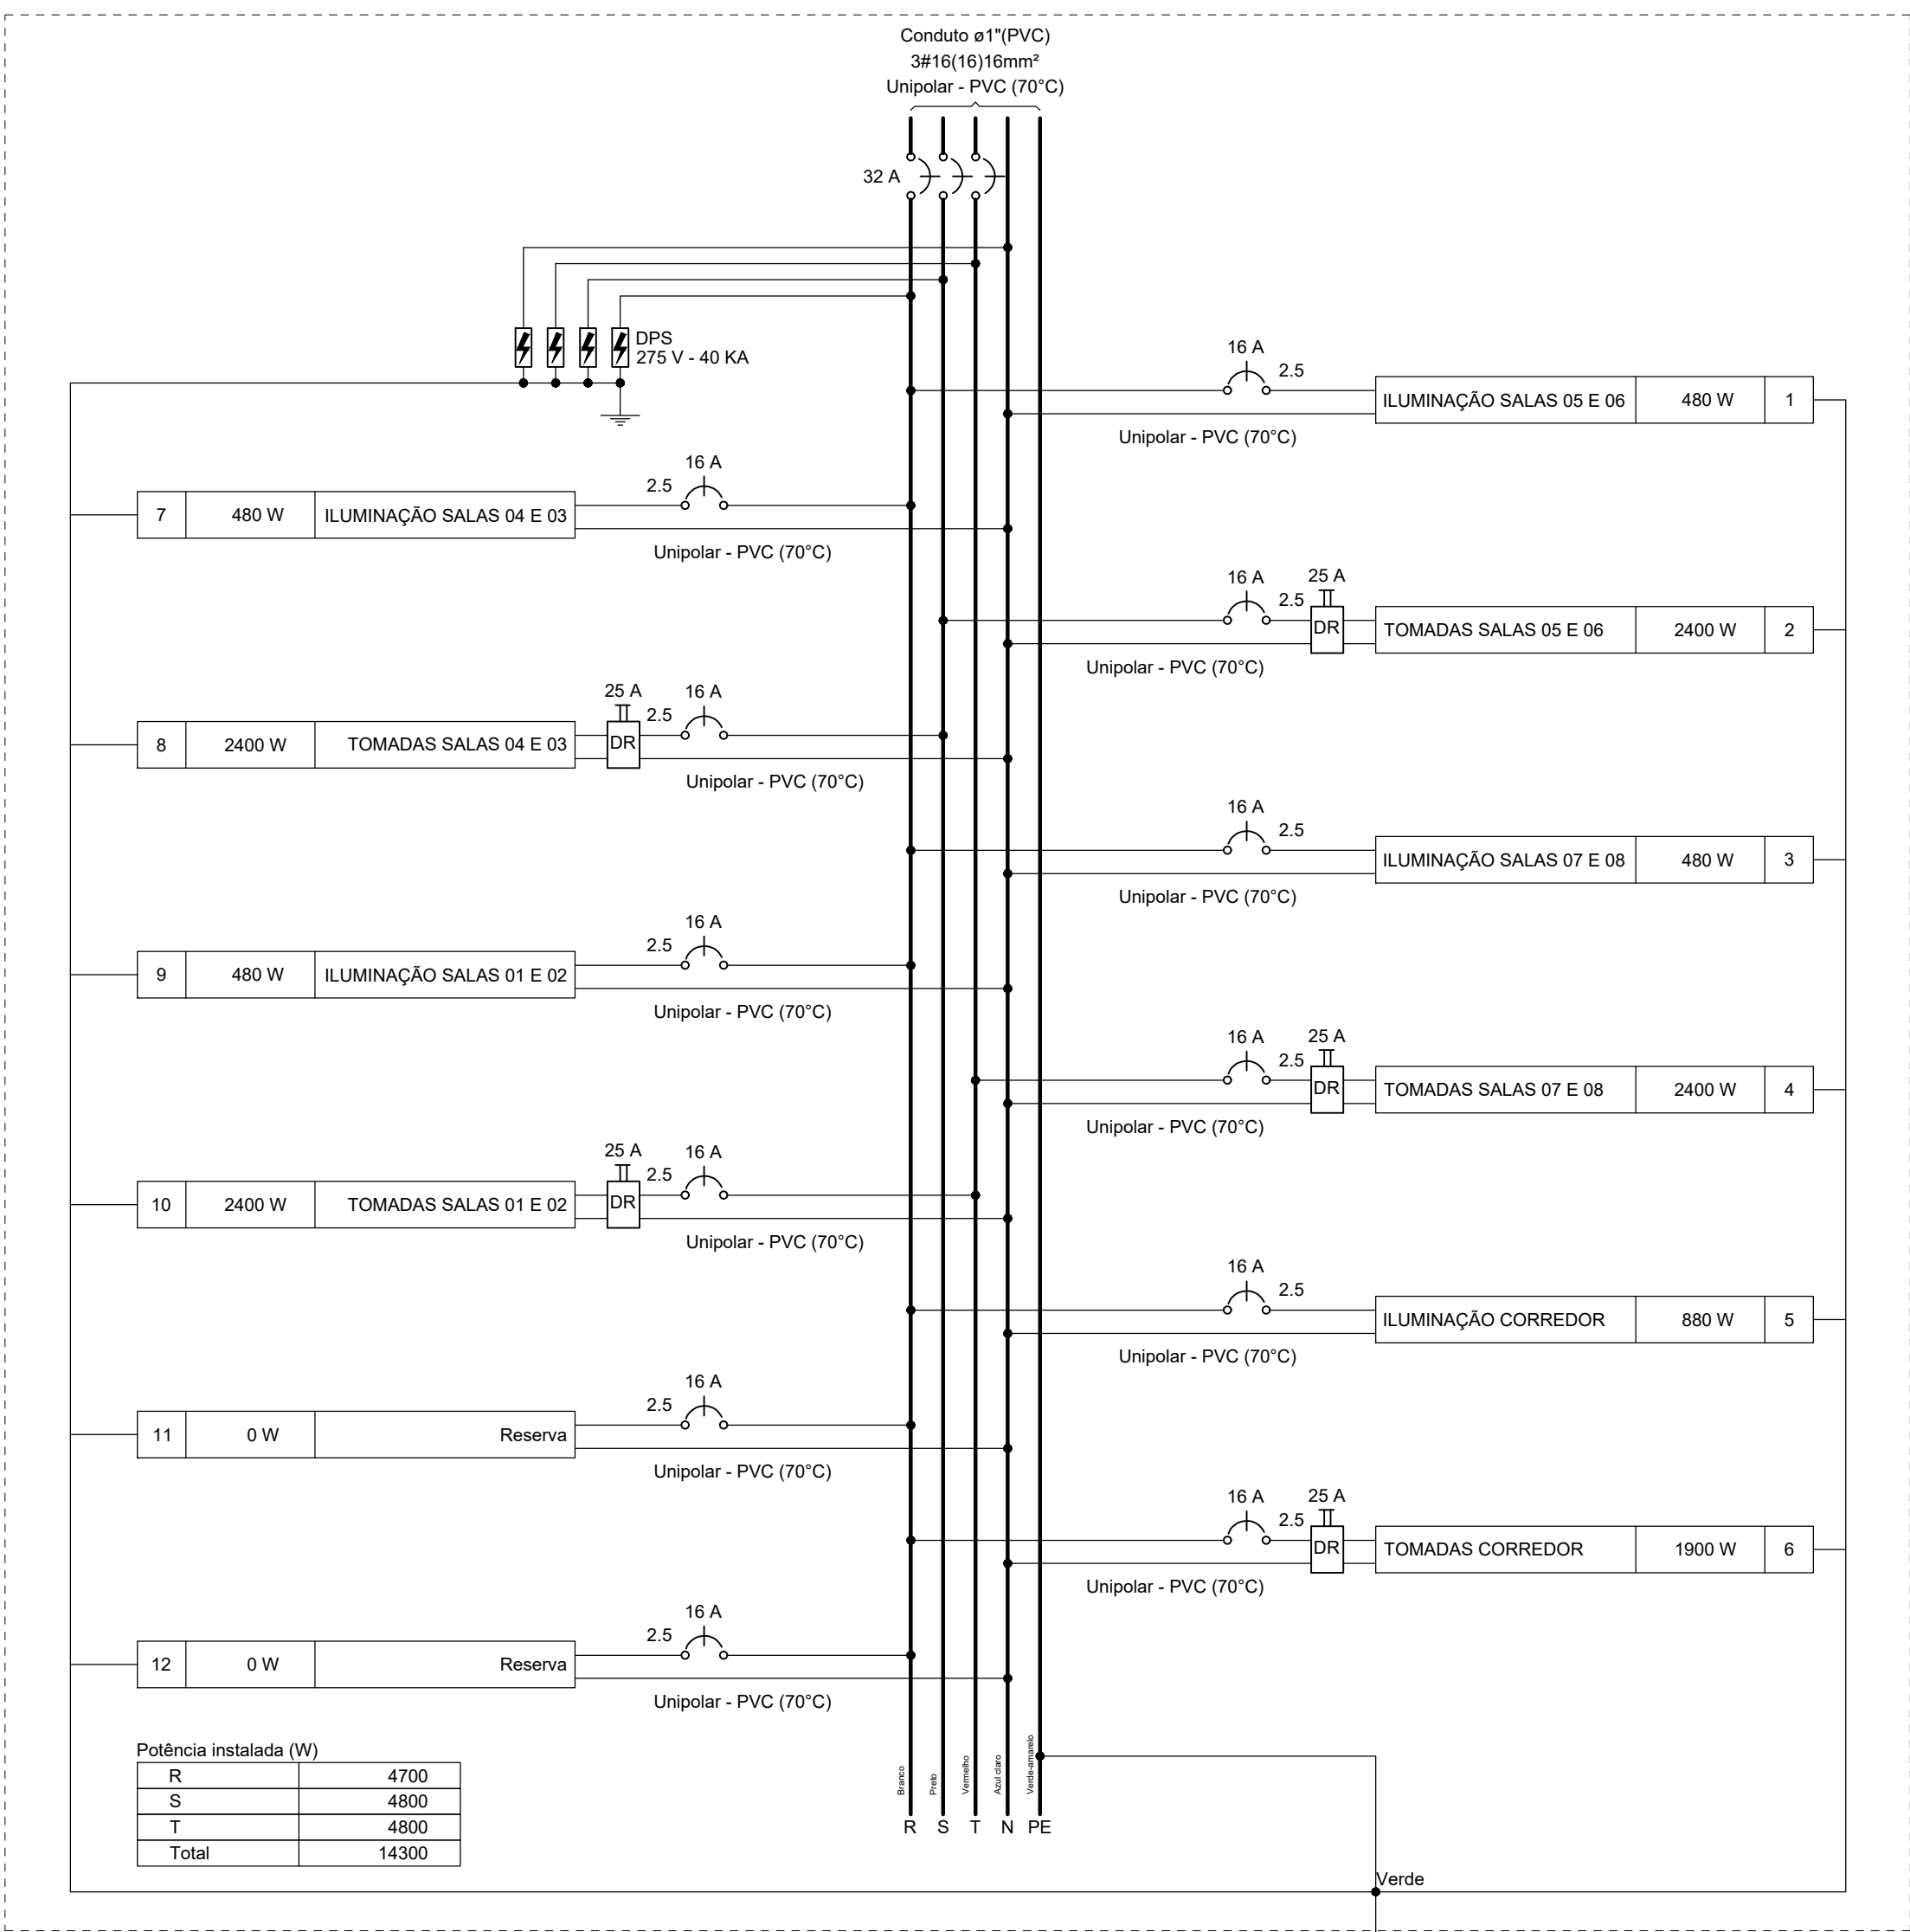 Conduto ø1"(PVC)
3#16(16)16mm²
Unipolar - PVC (70°C)
32 A
DPS
275 V - 40 KA
16 A
2.5
ILUMINAÇÃO SALAS 05 E 06 480 W 1
Unipolar - PVC (70°C)
16 A
2.5
7 480 W ILUMINAÇÃO SALAS 04 E 03
Unipolar - PVC (70°C)
16 A 25 A
2.5
DR TOMADAS SALAS 05 E 06 2400 W 2
Unipolar - PVC (70°C)
25 A 16 A
2.5
8 2400 W TOMADAS SALAS 04 E 03 DR
Unipolar - PVC (70°C)
16 A
2.5
ILUMINAÇÃO SALAS 07 E 08 480 W 3
Unipolar - PVC (70°C)
16 A
2.5
9 480 W ILUMINAÇÃO SALAS 01 E 02
Unipolar - PVC (70°C)
16 A 25 A
2.5
DR TOMADAS SALAS 07 E 08 2400 W 4
Unipolar - PVC (70°C)
25 A 16 A
2.5
10 2400 W TOMADAS SALAS 01 E 02 DR
Unipolar - PVC (70°C)
16 A
2.5
ILUMINAÇÃO CORREDOR 880 W 5
Unipolar - PVC (70°C)
16 A
2.5
11 0 W Reserva
Unipolar - PVC (70°C)
16 A 25 A
2.5
DR TOMADAS CORREDOR 1900 W 6
Unipolar - PVC (70°C)
16 A
2.5
12 0 W Reserva
Unipolar - PVC (70°C)
Potência instalada (W)
R 4700
S 4800
T 4800
Total 14300
Branco
Preto
Vermelho
Azul claro
Verde-amarelo
R S T N PE
Verde